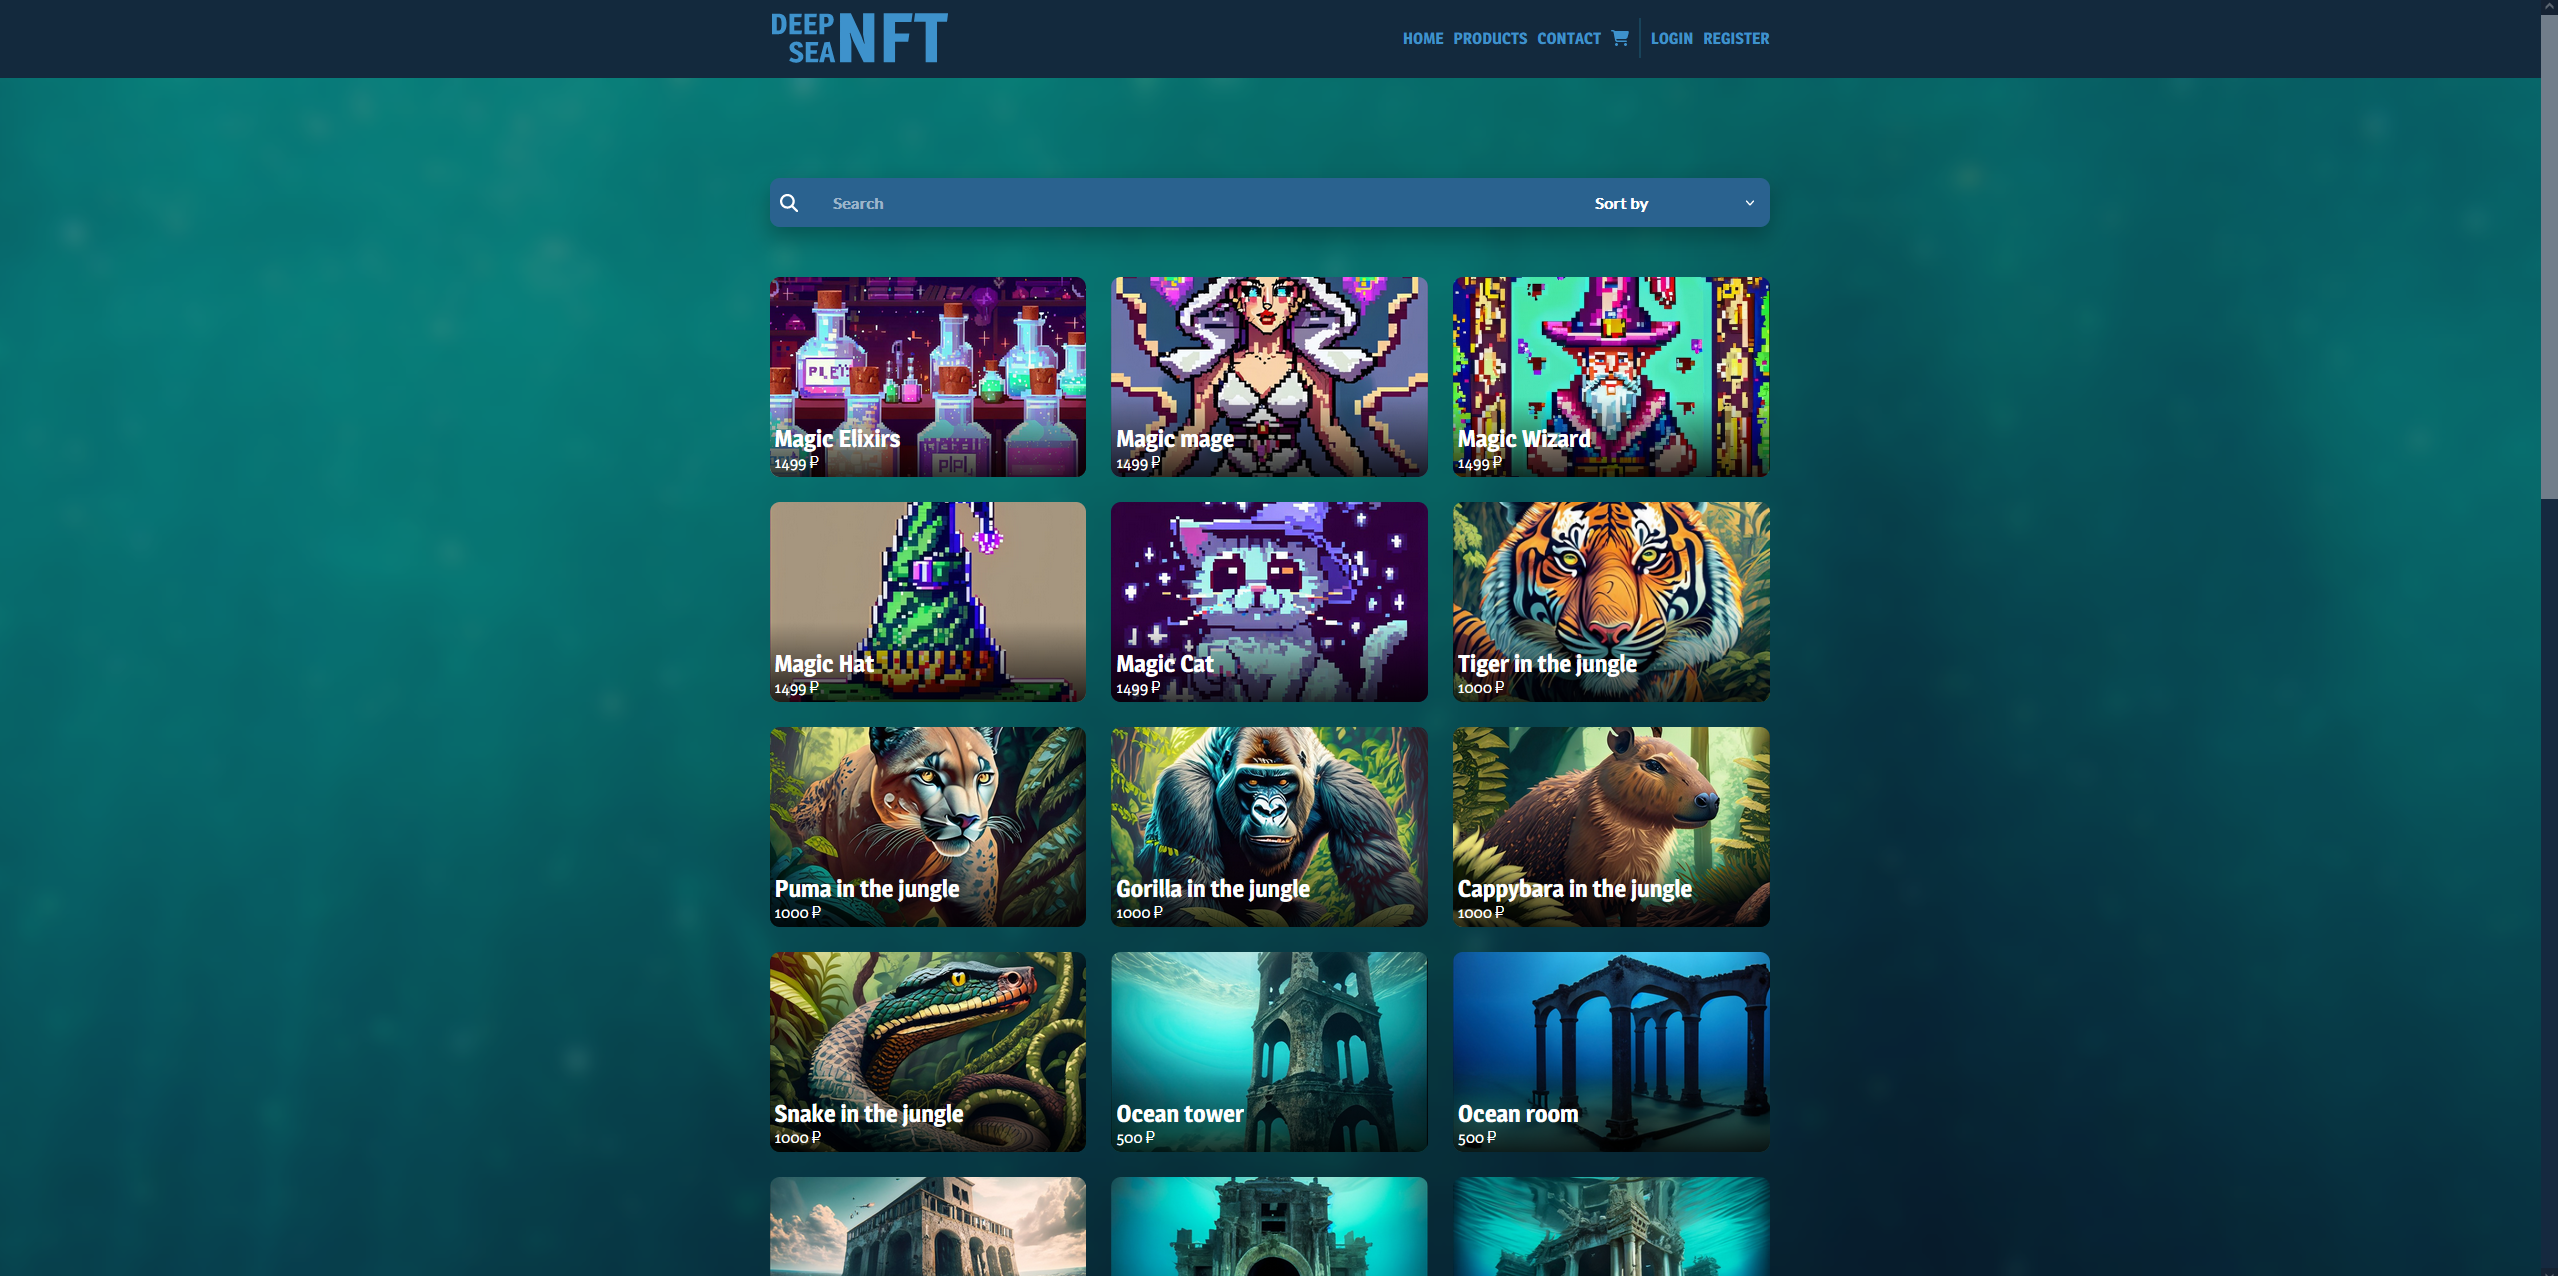 DEEP
SEA NFT
HOME PRODUCTS CONTACT LOGIN REGISTER
Search Sort by
Magic Elixirs
1499 ₽
Magic mage
1499 ₽
Magic Wizard
1499 ₽
Magic Hat
1499 ₽
Magic Cat
1499 ₽
Tiger in the jungle
1000 ₽
Puma in the jungle
1000 ₽
Gorilla in the jungle
1000 ₽
Cappybara in the jungle
1000 ₽
Snake in the jungle
1000 ₽
Ocean tower
500 ₽
Ocean room
500 ₽